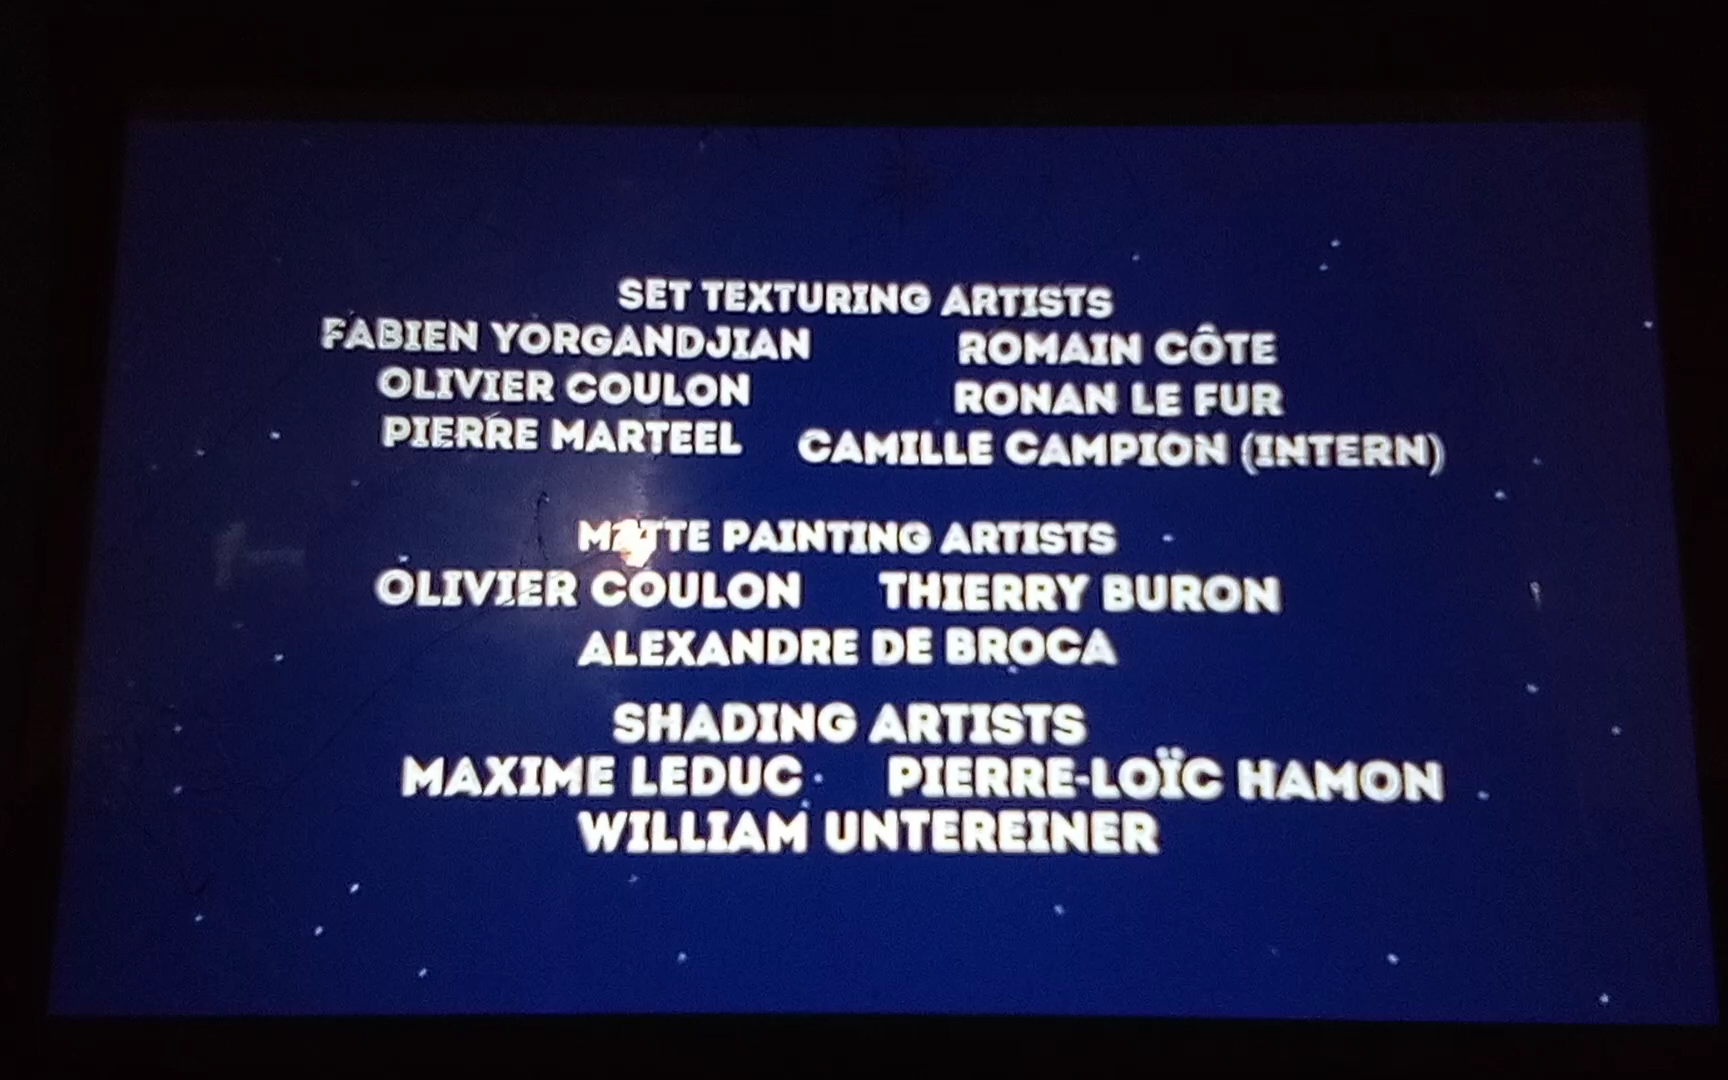 SET TEXTURING ARTISTS
FABIEN YORGANDJIAN ROMAIN CÔTE
OLIVIER COULON RONAN LE FUR
PIERRE MARTEEL CAMILLE CAMPION (INTERN)
MATTE PAINTING ARTISTS
OLIVIER COULON THIERRY BURON
ALEXANDRE DE BROCA
SHADING ARTISTS
MAXIME LEDUC PIERRE-LOÏC HAMON
WILLIAM UNTEREINER